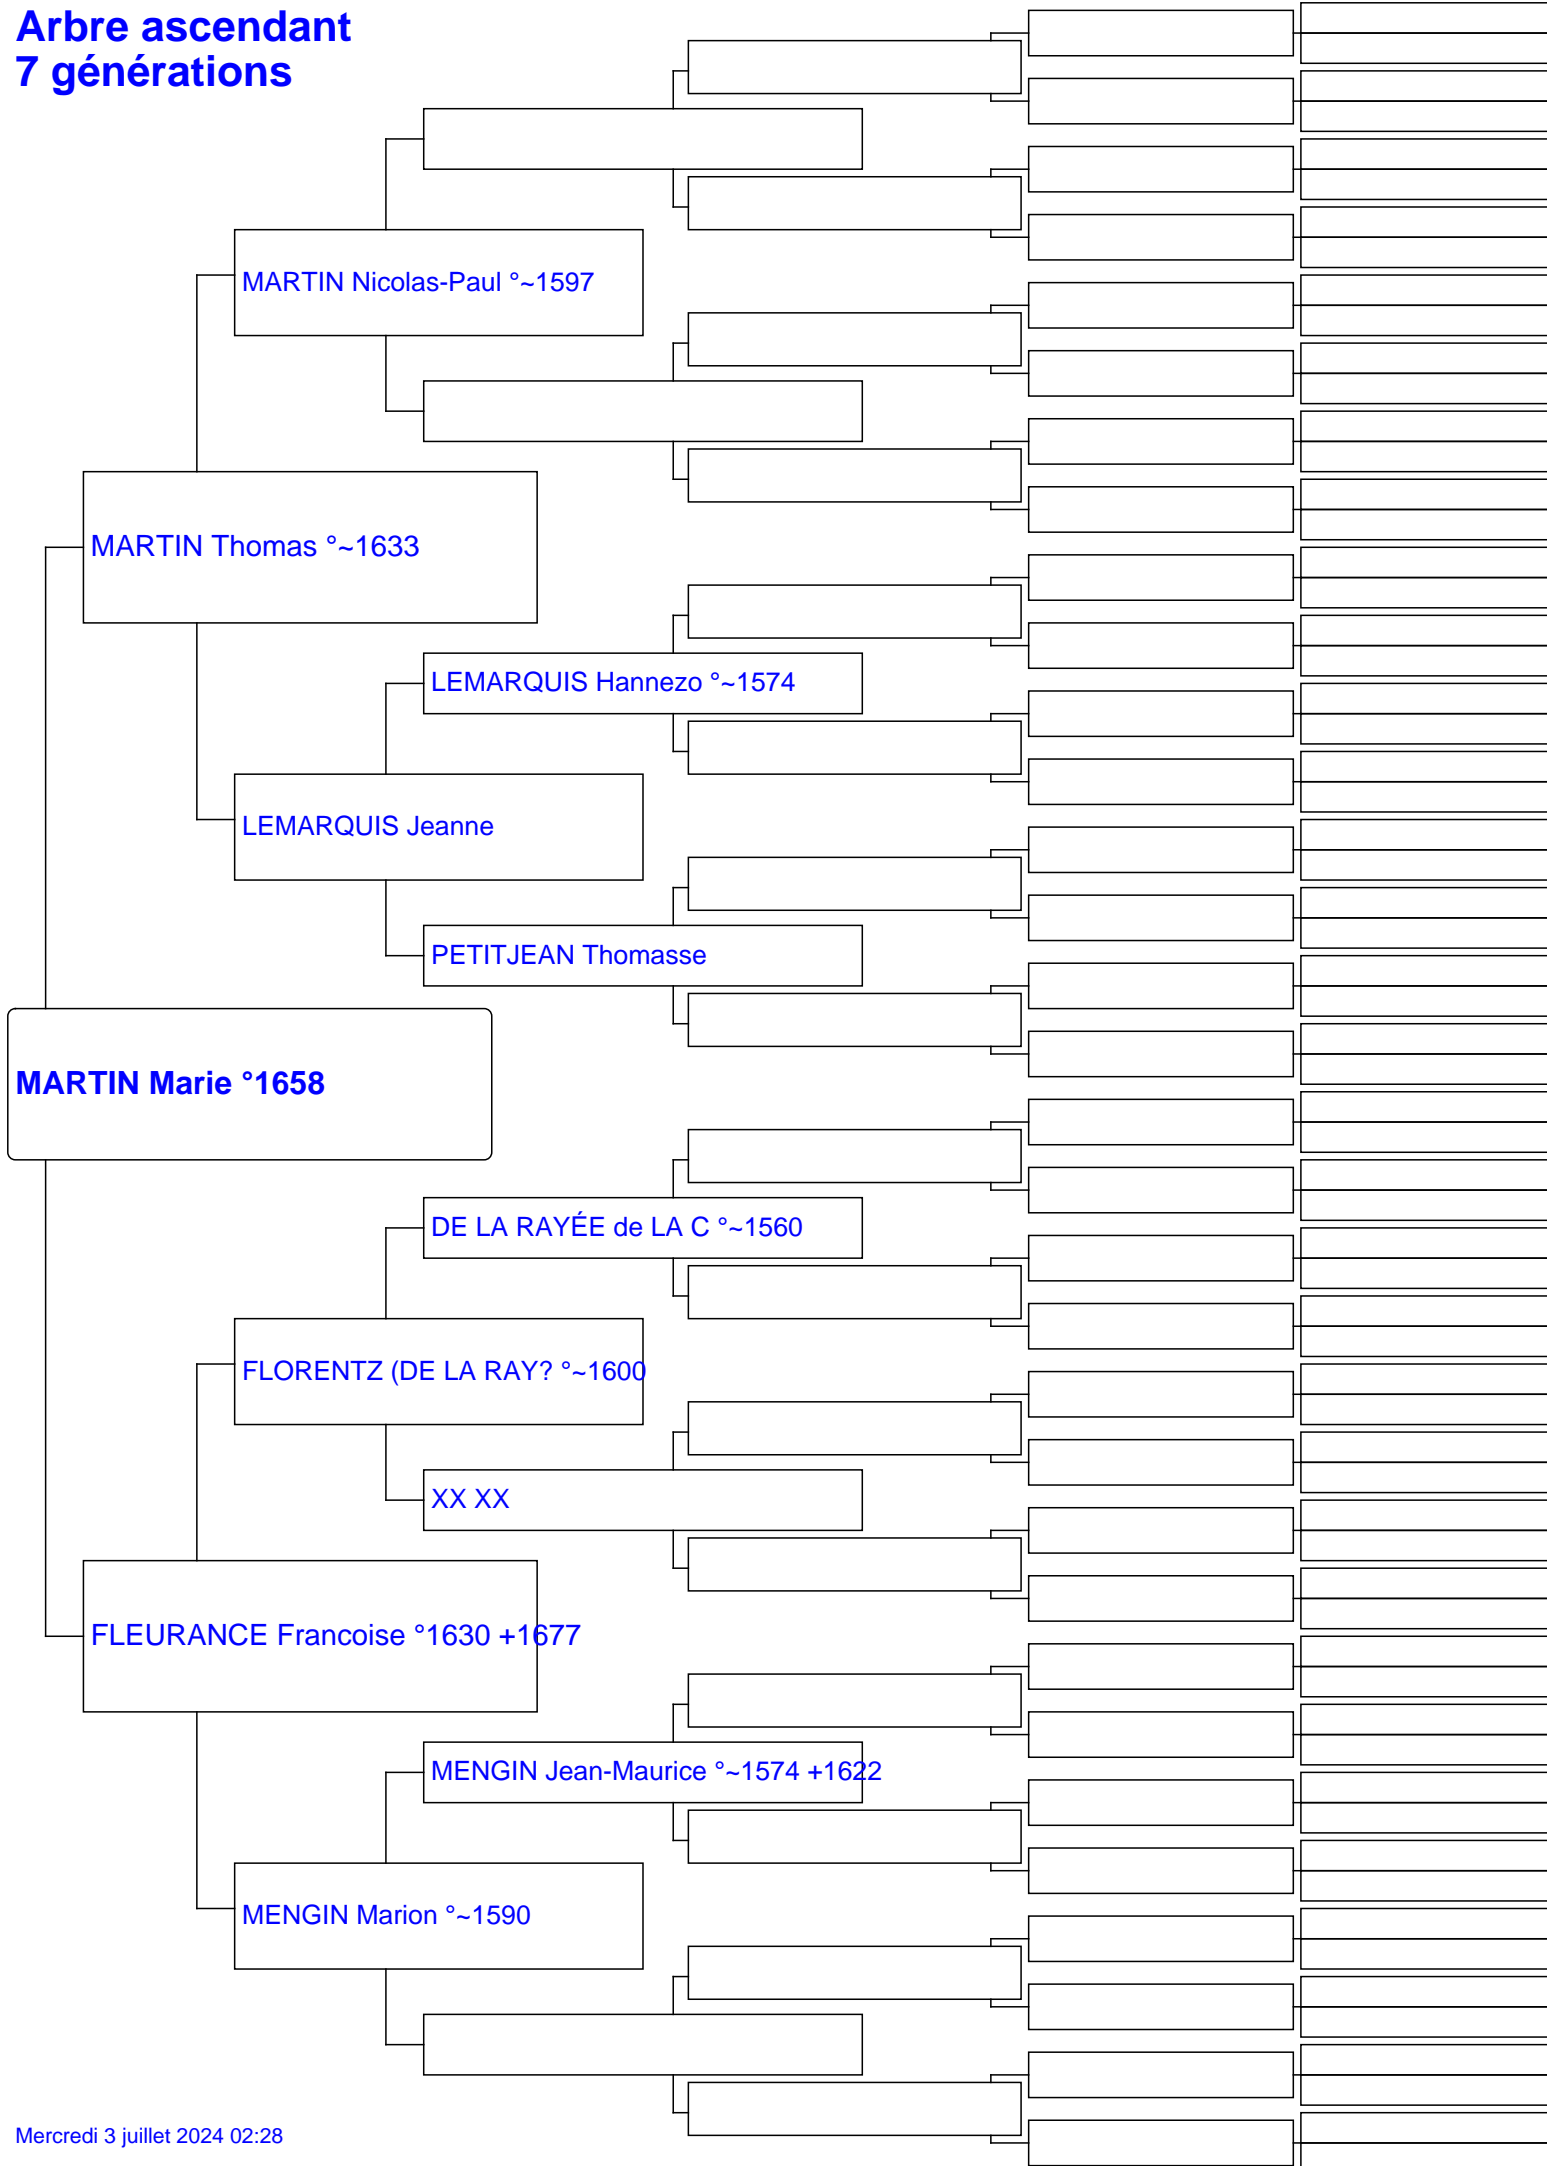 Arbre ascendant
7 générations
MARTIN Nicolas-Paul °~1597
MARTIN Thomas °~1633
LEMARQUIS Hannezo °~1574
LEMARQUIS Jeanne
PETITJEAN Thomasse
MARTIN Marie °1658
DE LA RAYÉE de LA C °~1560
FLORENTZ (DE LA RAY? °~1600
XX XX
FLEURANCE Francoise °1630 +1677
MENGIN Jean-Maurice °~1574 +1622
MENGIN Marion °~1590
Mercredi 3 juillet 2024 02:28